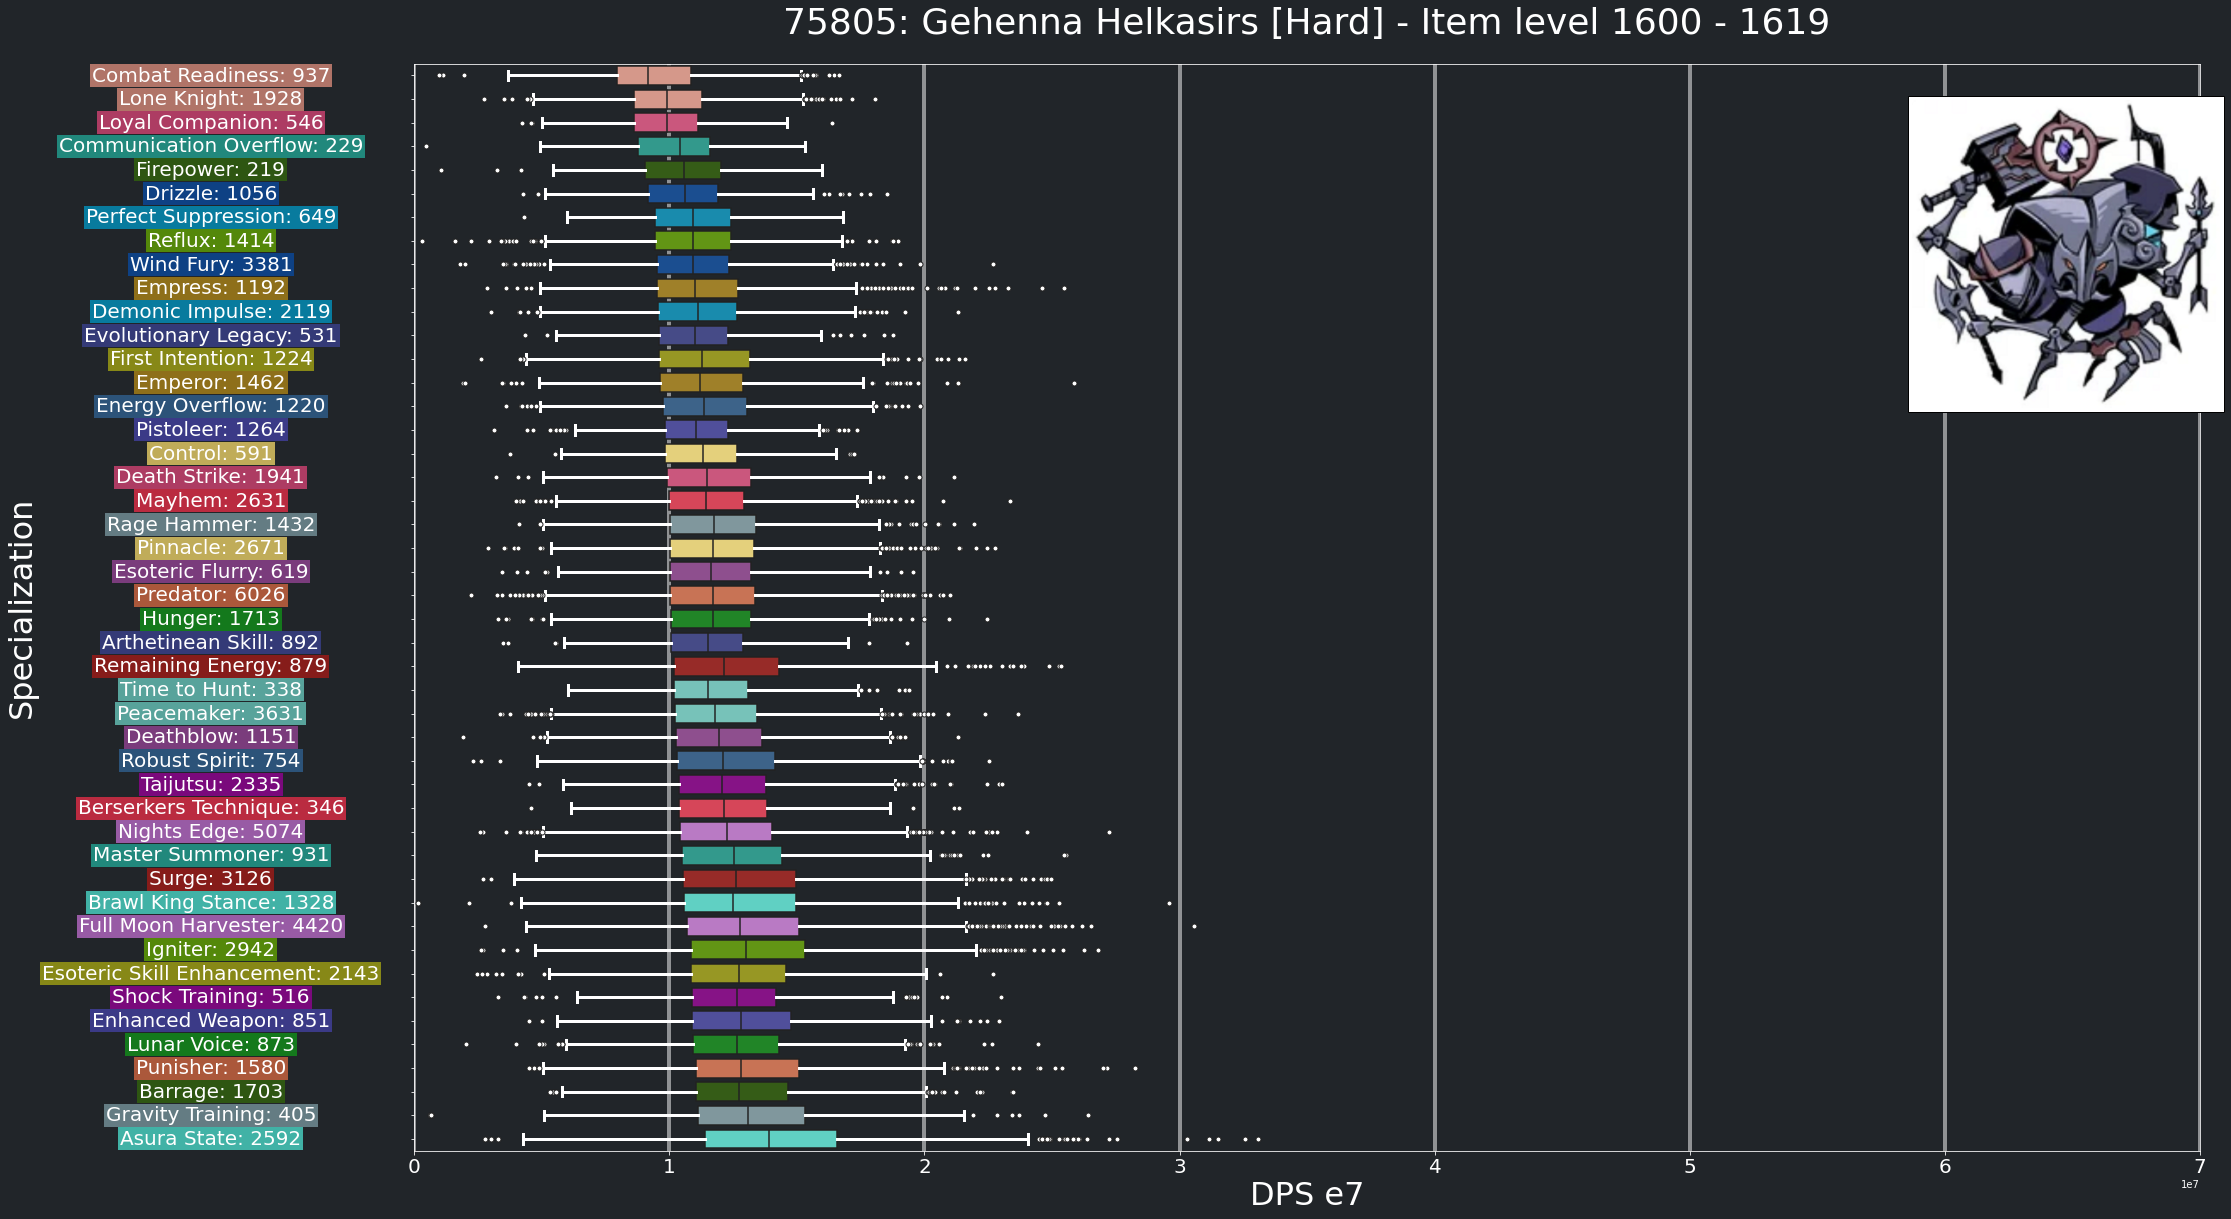 75805: Gehenna Helkasirs [Hard] - Item level 1600 - 1619
Specialization
Combat Readiness: 937
Lone Knight: 1928
Loyal Companion: 546
Communication Overflow: 229
Firepower: 219
Drizzle: 1056
Perfect Suppression: 649
Reflux: 1414
Wind Fury: 3381
Empress: 1192
Demonic Impulse: 2119
Evolutionary Legacy: 531
First Intention: 1224
Emperor: 1462
Energy Overflow: 1220
Pistoleer: 1264
Control: 591
Death Strike: 1941
Mayhem: 2631
Rage Hammer: 1432
Pinnacle: 2671
Esoteric Flurry: 619
Predator: 6026
Hunger: 1713
Arthetinean Skill: 892
Remaining Energy: 879
Time to Hunt: 338
Peacemaker: 3631
Deathblow: 1151
Robust Spirit: 754
Taijutsu: 2335
Berserkers Technique: 346
Nights Edge: 5074
Master Summoner: 931
Surge: 3126
Brawl King Stance: 1328
Full Moon Harvester: 4420
Igniter: 2942
Esoteric Skill Enhancement: 2143
Shock Training: 516
Enhanced Weapon: 851
Lunar Voice: 873
Punisher: 1580
Barrage: 1703
Gravity Training: 405
Asura State: 2592
0 1 2 3 4 5 6 7
1e7
DPS e7